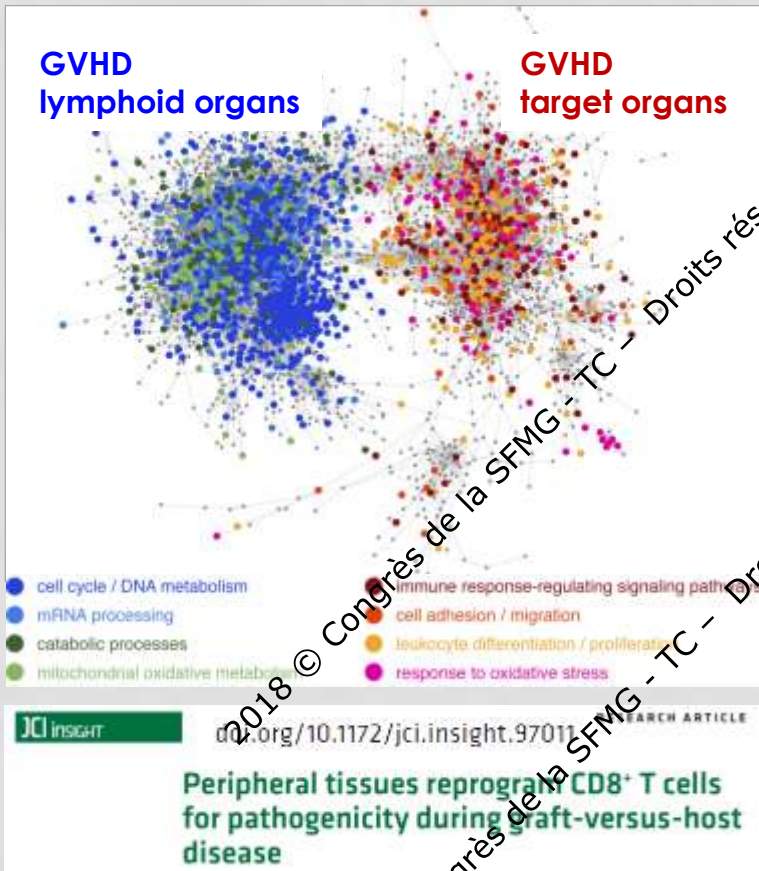 GVHD
lymphoid organs
GVHD
target organs
cell cycle / DNA metabolism
mRNA processing
catabolic processes
mitochondrial oxidative metabolism
immune response-regulating signaling pathways
cell adhesion / migration
leukocyte differentiation / proliferation
response to oxidative stress
2018 © Congrès de la SFMG - TC – Droits rés
JCI INSIGHT
doi.org/10.1172/jci.insight.97011
RESEARCH ARTICLE
Peripheral tissues reprogram CD8⁺ T cells
for pathogenicity during graft-versus-host
disease
grès de la SFMG - TC – Dro